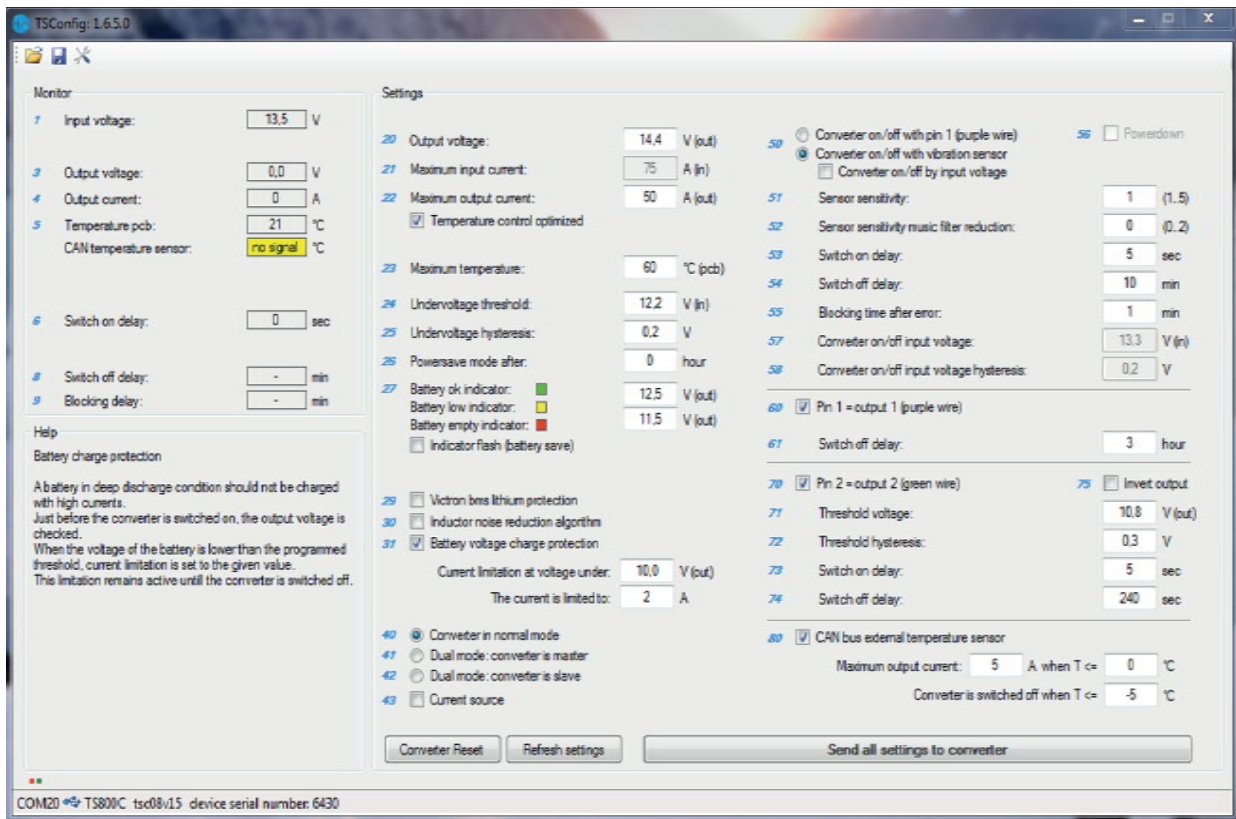 TSConfig: 1.6.5.0
Monitor
1 Input voltage: 13,5 V
3 Output voltage: 0,0 V
4 Output current: 0 A
5 Temperature pcb: 21 °C
CAN temperature sensor: no signal °C
6 Switch on delay: 0 sec
8 Switch off delay: - min
9 Blocking delay: - min
Help
Battery charge protection
A battery in deep discharge condition should not be charged
with high currents.
Just before the converter is switched on, the output voltage is
checked.
When the voltage of the battery is lower than the programmed
threshold, current limitation is set to the given value.
This limitation remains active untill the converter is switched off.
Settings
20 Output voltage: 14,4 V (out)
21 Maximum input current: 75 A (in)
22 Maximum output current: 50 A (out)
Temperature control optimized
23 Maximum temperature: 60 °C (pcb)
24 Undervoltage threshold: 12,2 V (in)
25 Undervoltage hysteresis: 0,2 V
26 Powersave mode after: 0 hour
27 Battery ok indicator: 12,5 V (out)
Battery low indicator:
Battery empty indicator: 11,5 V (out)
Indicator flash (battery save)
29 Victron bms lithium protection
30 Inductor noise reduction algorithm
31 Battery voltage charge protection
Current limitation at voltage under: 10,0 V (out)
The current is limited to: 2 A
40 Converter in normal mode
41 Dual mode: converter is master
42 Dual mode: converter is slave
43 Current source
50 Converter on/off with pin 1 (purple wire)
Converter on/off with vibration sensor
Converter on/off by input voltage
56 Powerdown
51 Sensor sensitivity: 1 (1..5)
52 Sensor sensitivity music filter reduction: 0 (0..2)
53 Switch on delay: 5 sec
54 Switch off delay: 10 min
55 Blocking time after error: 1 min
57 Converter on/off input voltage: 13,3 V (in)
58 Converter on/off input voltage hysteresis: 0,2 V
60 Pin 1 = output 1 (purple wire)
61 Switch off delay: 3 hour
70 Pin 2 = output 2 (green wire)
75 Invert output
71 Threshold voltage: 10,8 V (out)
72 Threshold hysteresis: 0,3 V
73 Switch on delay: 5 sec
74 Switch off delay: 240 sec
80 CAN bus external temperature sensor
Maximum output current: 5 A when T <= 0 °C
Converter is switched off when T <= -5 °C
Converter Reset
Refresh settings
Send all settings to converter
COM20 TS800C tsc08v15 device serial number: 6430